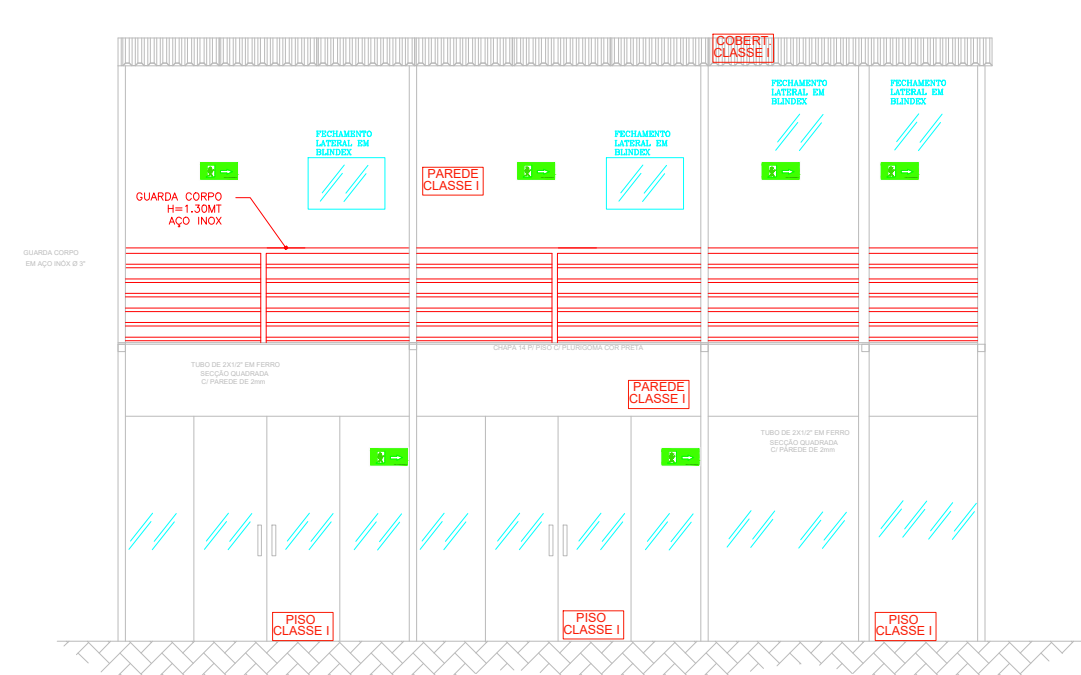 COBERT.
CLASSE I
FECHAMENTO
LATERAL EM
BLINDEX
FECHAMENTO
LATERAL EM
BLINDEX
FECHAMENTO
LATERAL EM
BLINDEX
FECHAMENTO
LATERAL EM
BLINDEX
PAREDE
CLASSE I
GUARDA CORPO
H=1.30MT
AÇO INOX
GUARDA CORPO
EM AÇO INÓX Ø 3"
CHAPA 14 P/ PISO C/ PLURIGOMA COR PRETA
TUBO DE 2X1/2" EM FERRO
SECÇÃO QUADRADA
C/ PAREDE DE 2mm
PAREDE
CLASSE I
TUBO DE 2X1/2" EM FERRO
SECÇÃO QUADRADA
C/ PAREDE DE 2mm
PISO
CLASSE I
PISO
CLASSE I
PISO
CLASSE I